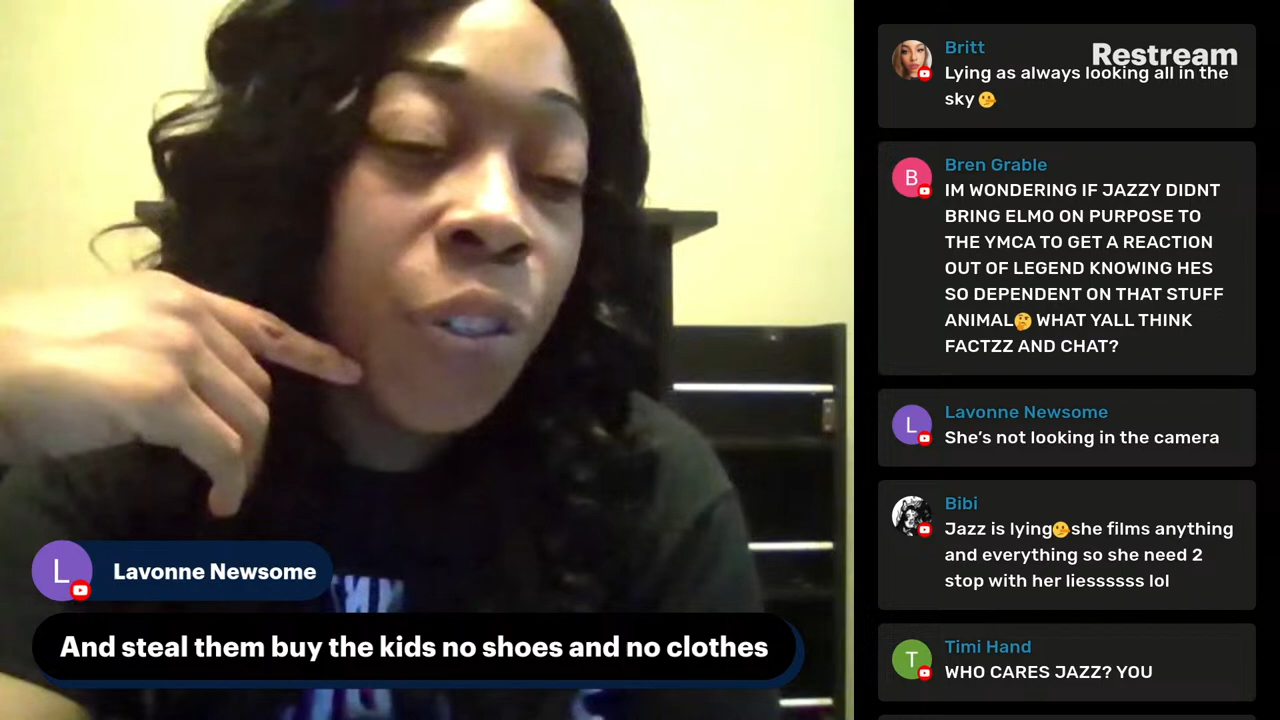 Restream
Britt
Lying as always looking all in the
sky 🤥
Bren Grable
B
IM WONDERING IF JAZZY DIDNT
BRING ELMO ON PURPOSE TO
THE YMCA TO GET A REACTION
OUT OF LEGEND KNOWING HES
SO DEPENDENT ON THAT STUFF
ANIMAL🤔 WHAT YALL THINK
FACTZZ AND CHAT?
Lavonne Newsome
L
She’s not looking in the camera
Bibi
Jazz is lying🤥she films anything
and everything so she need 2
stop with her liessssss lol
Timi Hand
T
WHO CARES JAZZ? YOU
L
Lavonne Newsome
And steal them buy the kids no shoes and no clothes